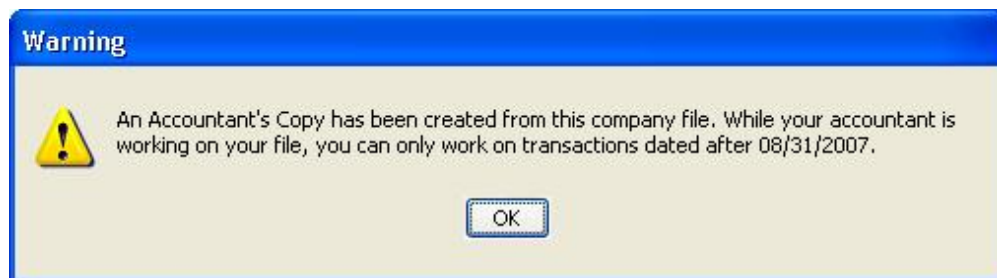 Warning
An Accountant's Copy has been created from this company file. While your accountant is
working on your file, you can only work on transactions dated after 08/31/2007.
OK